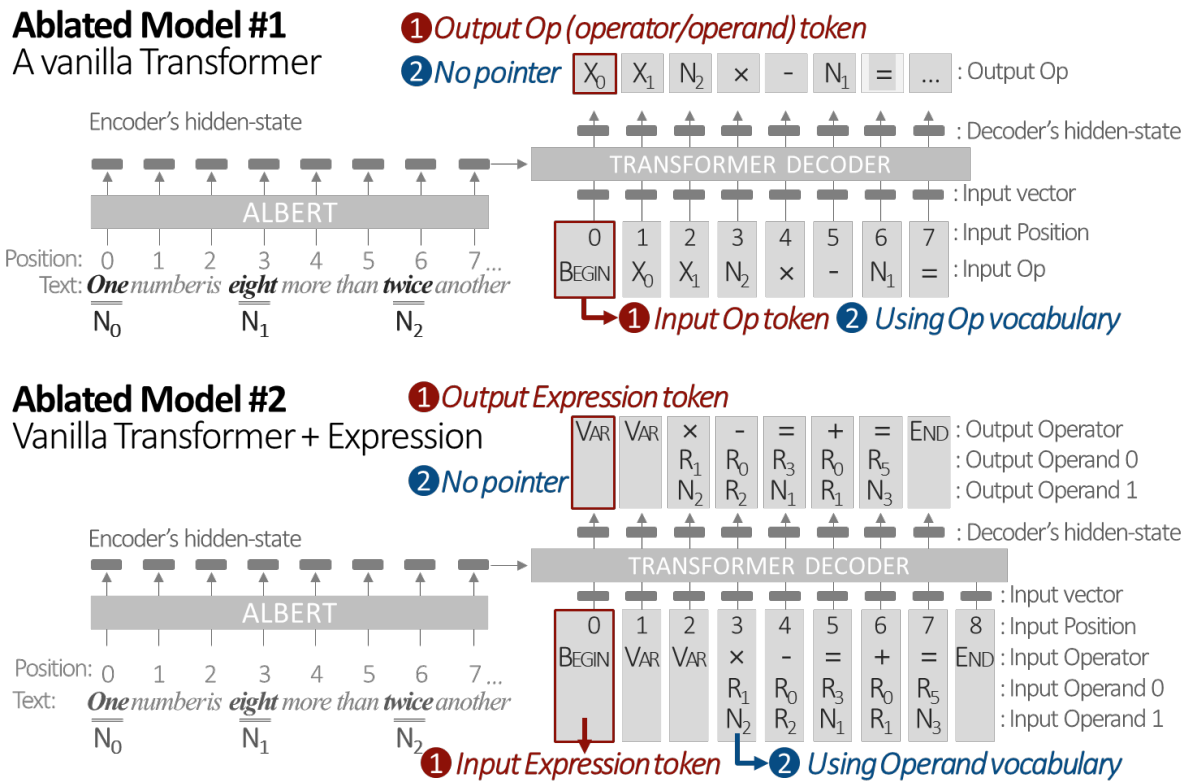 Ablated Model #1
A vanilla Transformer
1 Output Op (operator/operand) token
2 No pointer
X0 X1 N2 × - N1 = ... : Output Op
Encoder's hidden-state
: Decoder's hidden-state
TRANSFORMER DECODER
ALBERT
: Input vector
Position: 0 1 2 3 4 5 6 7...
0 1 2 3 4 5 6 7 : Input Position
Text: One number is eight more than twice another
BEGIN X0 X1 N2 × - N1 = : Input Op
N0 N1 N2
1 Input Op token 2 Using Op vocabulary
Ablated Model #2
Vanilla Transformer + Expression
1 Output Expression token
2 No pointer
VAR VAR × - = + = END : Output Operator
R1 R0 R3 R0 R5 : Output Operand 0
N2 R2 N1 R1 N3 : Output Operand 1
Encoder's hidden-state
: Decoder's hidden-state
TRANSFORMER DECODER
ALBERT
: Input vector
0 1 2 3 4 5 6 7 8 : Input Position
Position: 0 1 2 3 4 5 6 7...
BEGIN VAR VAR × - = + = END : Input Operator
Text: One number is eight more than twice another
R1 R0 R3 R0 R5 : Input Operand 0
N0 N1 N2
N2 R2 N1 R1 N3 : Input Operand 1
1 Input Expression token 2 Using Operand vocabulary